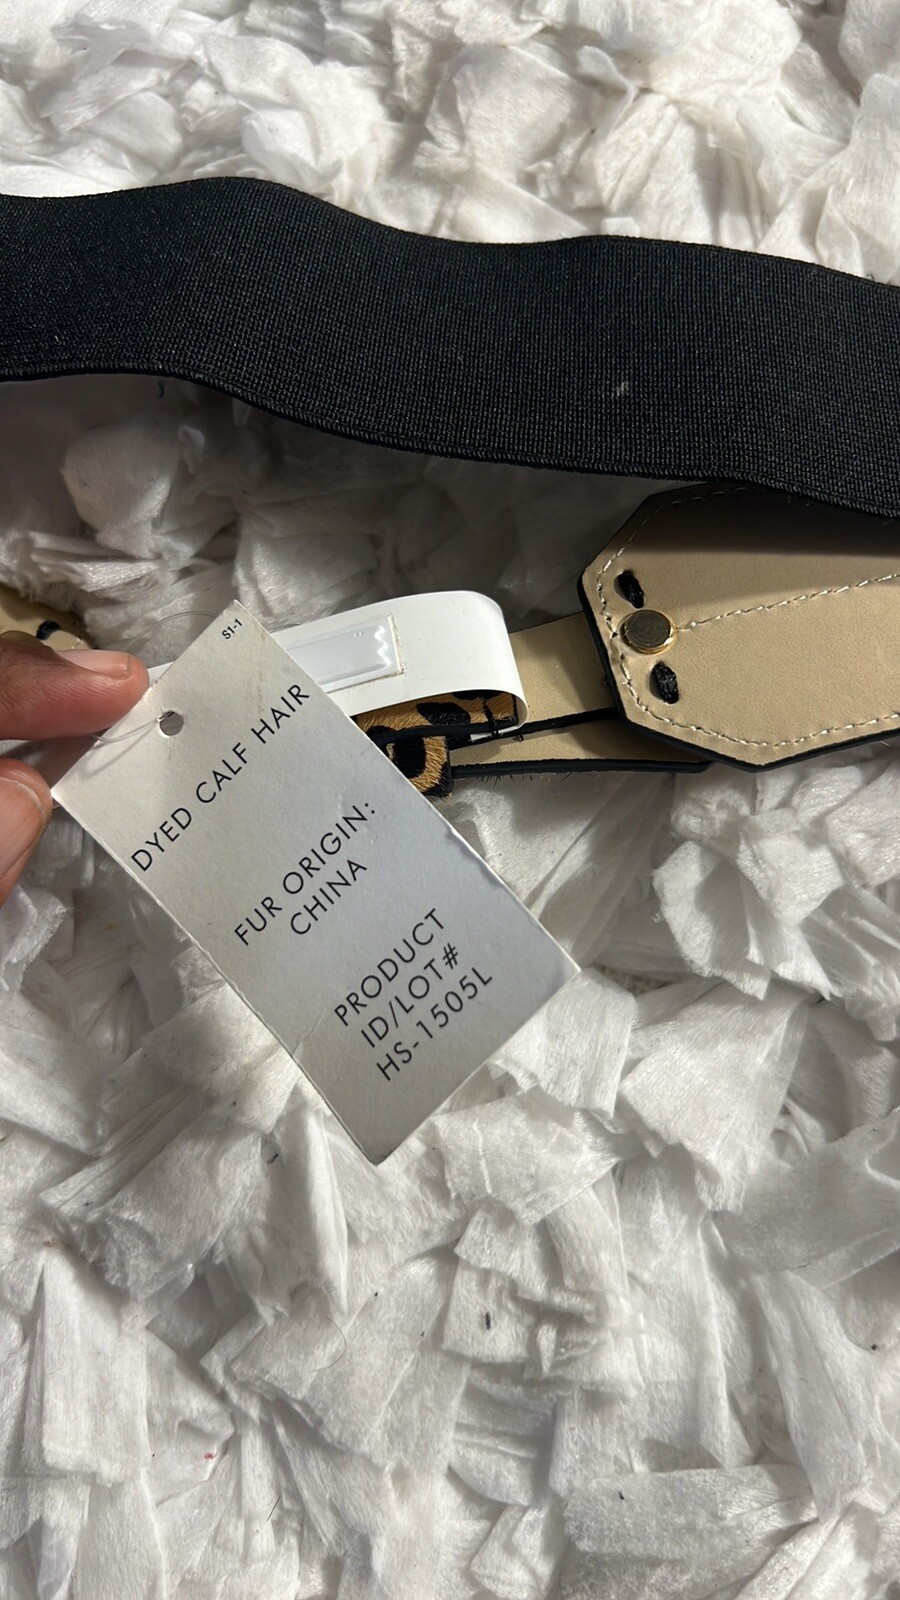 S1-1
DYED CALF HAIR
FUR ORIGIN:
CHINA
PRODUCT
ID/LOT#
HS-1505L